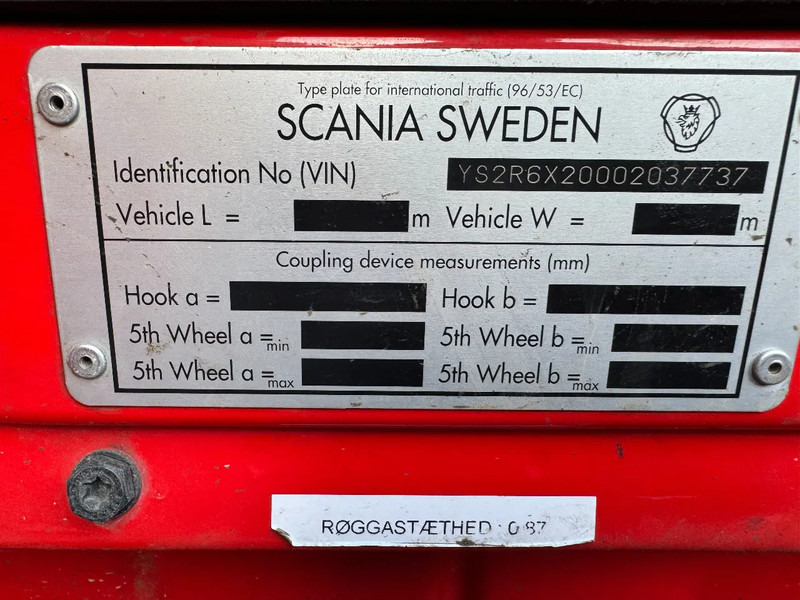 Type plate for international traffic (96/53/EC)
SCANIA SWEDEN
Identification No (VIN) YS2R6X20002037737
Vehicle L = m Vehicle W = m
Coupling device measurements (mm)
Hook a = Hook b =
5th Wheel a =min 5th Wheel b =min
5th Wheel a =max 5th Wheel b =max
RØGGASTÆTHED : 0.87